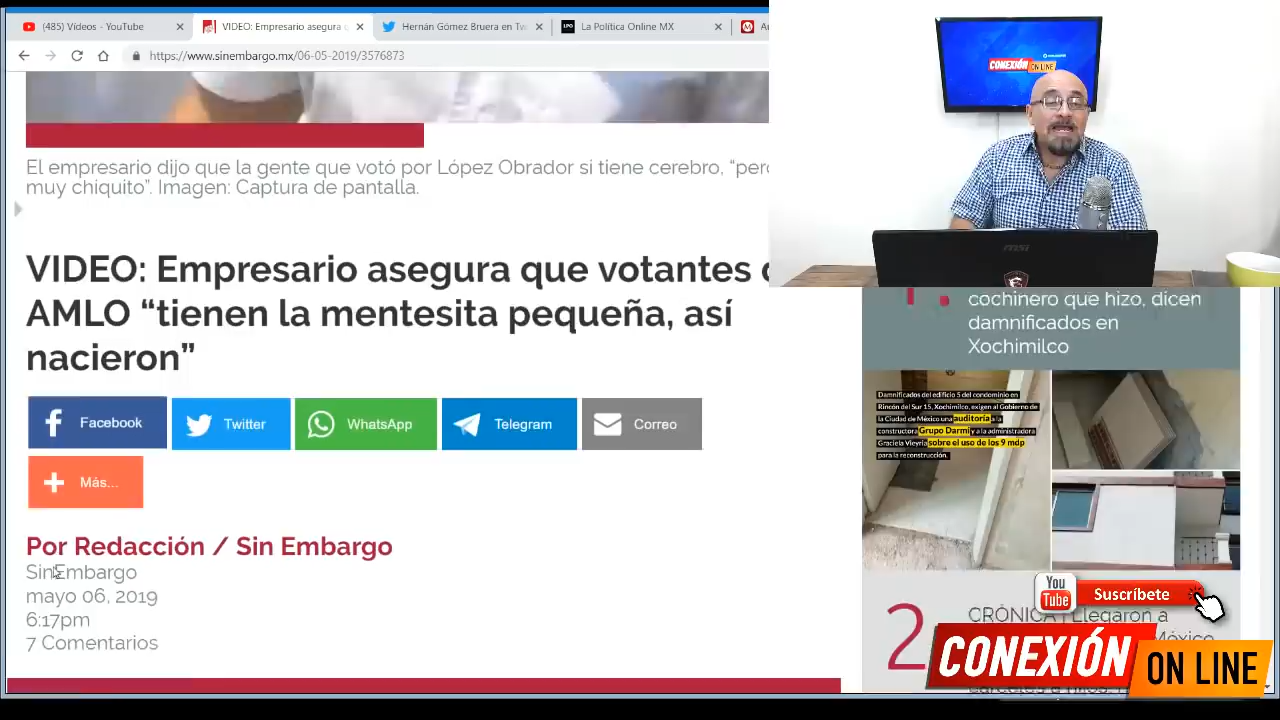 (485) Vídeos - YouTube
VIDEO: Empresario asegura
Hernán Gómez Bruera en Tw
LPO
La Política Online MX
https://www.sinembargo.mx/06-05-2019/3576873
CONEXIÓN
ON LINE
msi
El empresario dijo que la gente que votó por López Obrador si tiene cerebro, “pero
muy chiquito”. Imagen: Captura de pantalla.
VIDEO: Empresario asegura que votantes
AMLO “tienen la mentesita pequeña, así
nacieron”
Facebook
Twitter
WhatsApp
Telegram
Correo
Más...
Por Redacción / Sin Embargo
SinEmbargo
mayo 06, 2019
6:17pm
7 Comentarios
1.
cochinero que hizo, dicen
damnificados en
Xochimilco
Damnificados del edificio 5 del condominio en
Rincón del Sur 15, Xochimilco, exigen al Gobierno de
la Ciudad de México una auditoría a la
constructora Grupo Darmi y a la administradora
Graciela Vieyria sobre el uso de los 9 mdp
para la reconstrucción.
2
CRÓNICA | Llegaron a
México
You
Tube
Suscríbete
CONEXIÓN
ON LINE